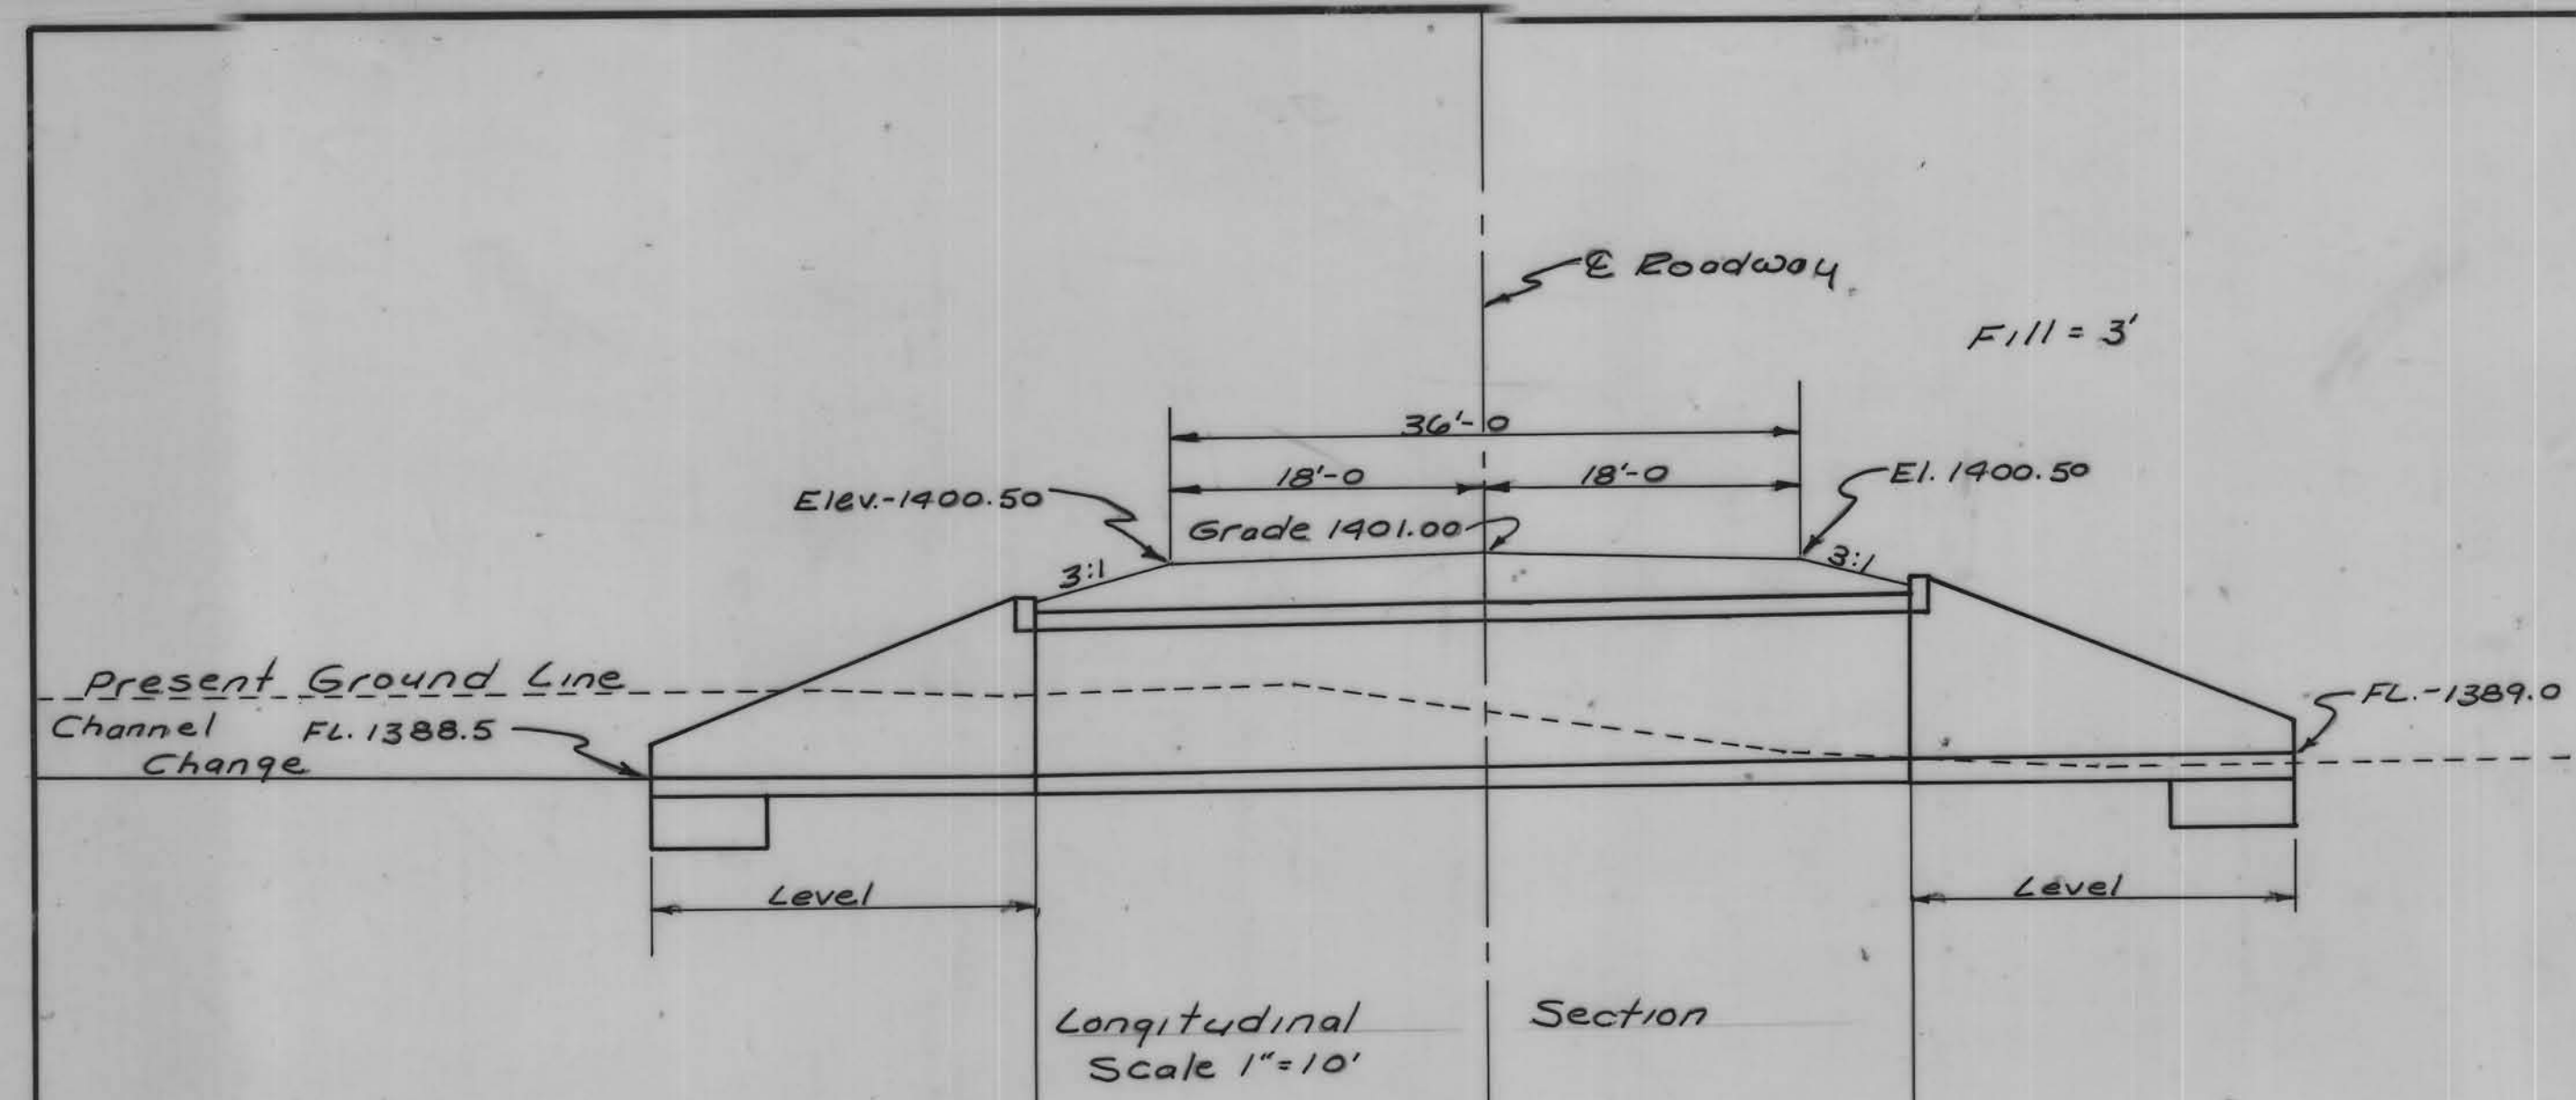 ℄ Roadway
Fill = 3'
36'-0
18'-0
18'-0
El. 1400.50
Elev.-1400.50
Grade 1401.00
3:1
3:1
Present Ground Line
Channel
Change
FL. 1388.5
FL.-1389.0
Level
Level
Longitudinal Section
Scale 1"=10'